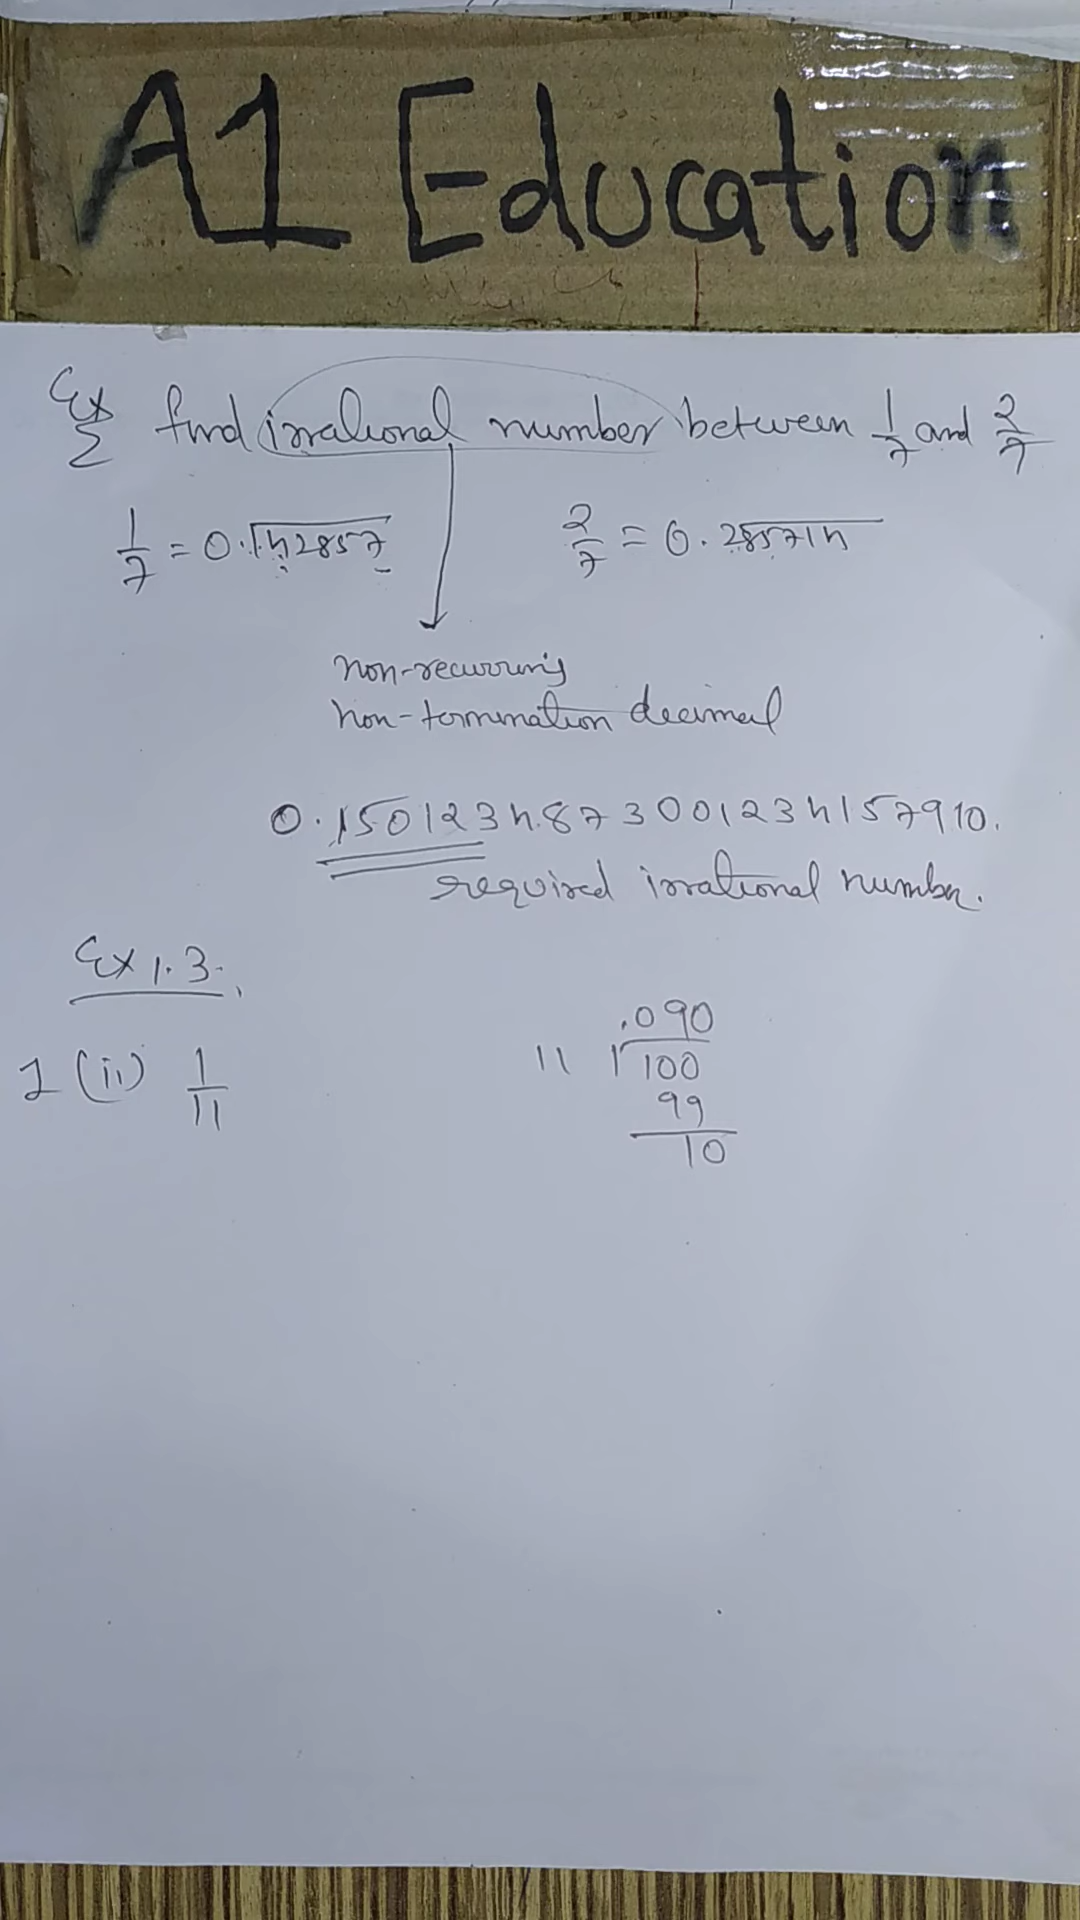 A1 Education
Ex find irrational number between 1/7 and 2/7
1/7 = 0.142857 2/7 = 0.285714
non-recurring
non-termination decimal
0.1501234873001234157910.
required irrational number.
Ex 1.3.
1 (ii) 1/11
.090
11 100
99
10